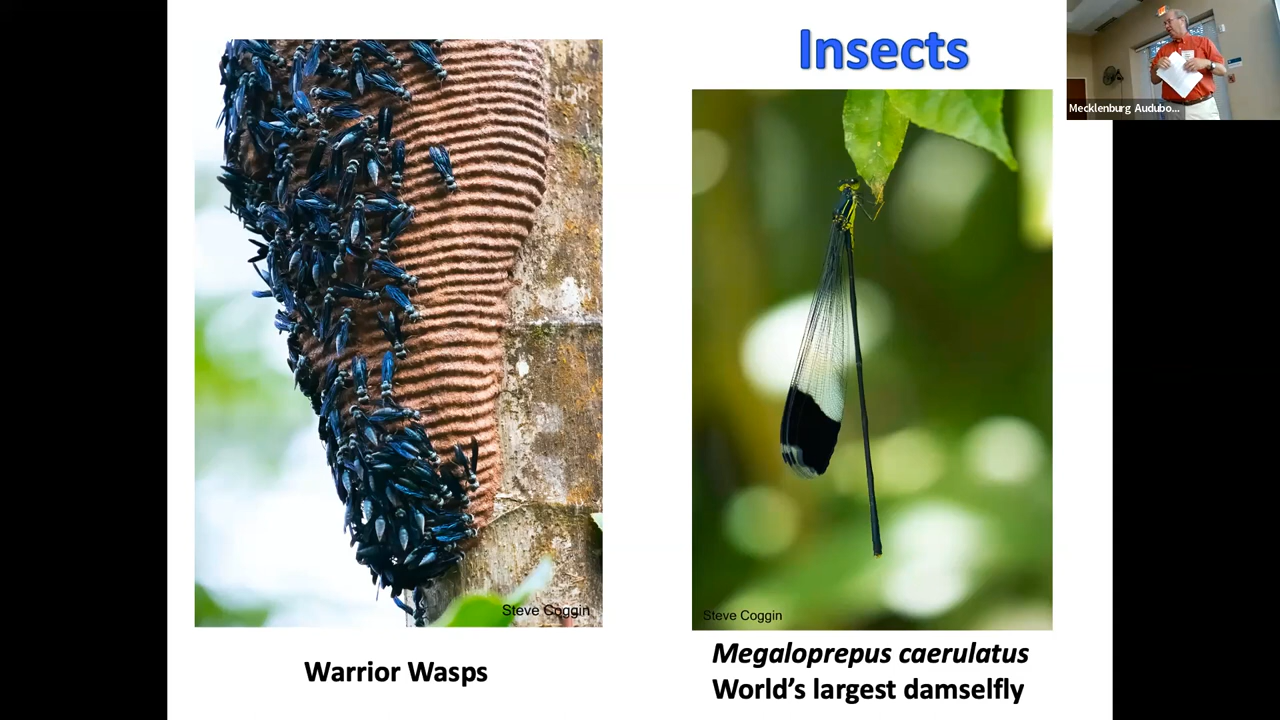 Insects
Mecklenburg Audubo...
Steve Coggin
Steve Coggin
Warrior Wasps
Megaloprepus caerulatus
World's largest damselfly